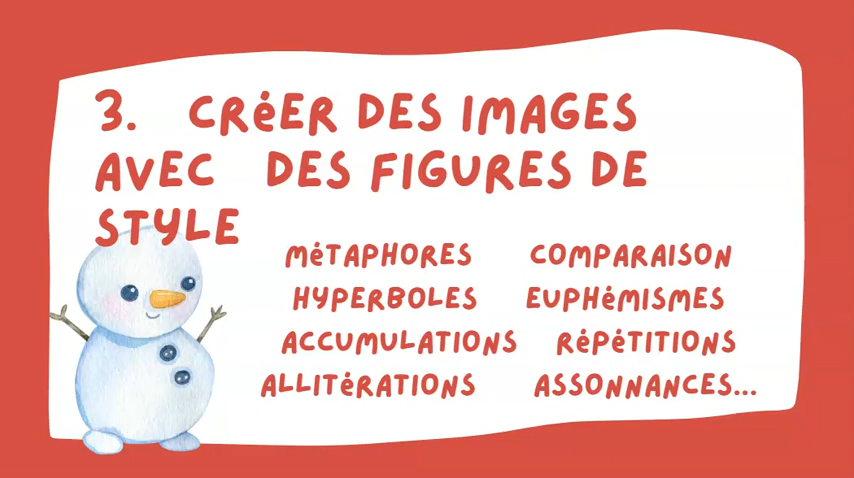 3. CRÉER DES IMAGES
AVEC DES FIGURES DE
STYLE
MÉTAPHORES COMPARAISON
HYPERBOLES EUPHÉMISMES
ACCUMULATIONS RÉPÉTITIONS
ALLITÉRATIONS ASSONNANCES...